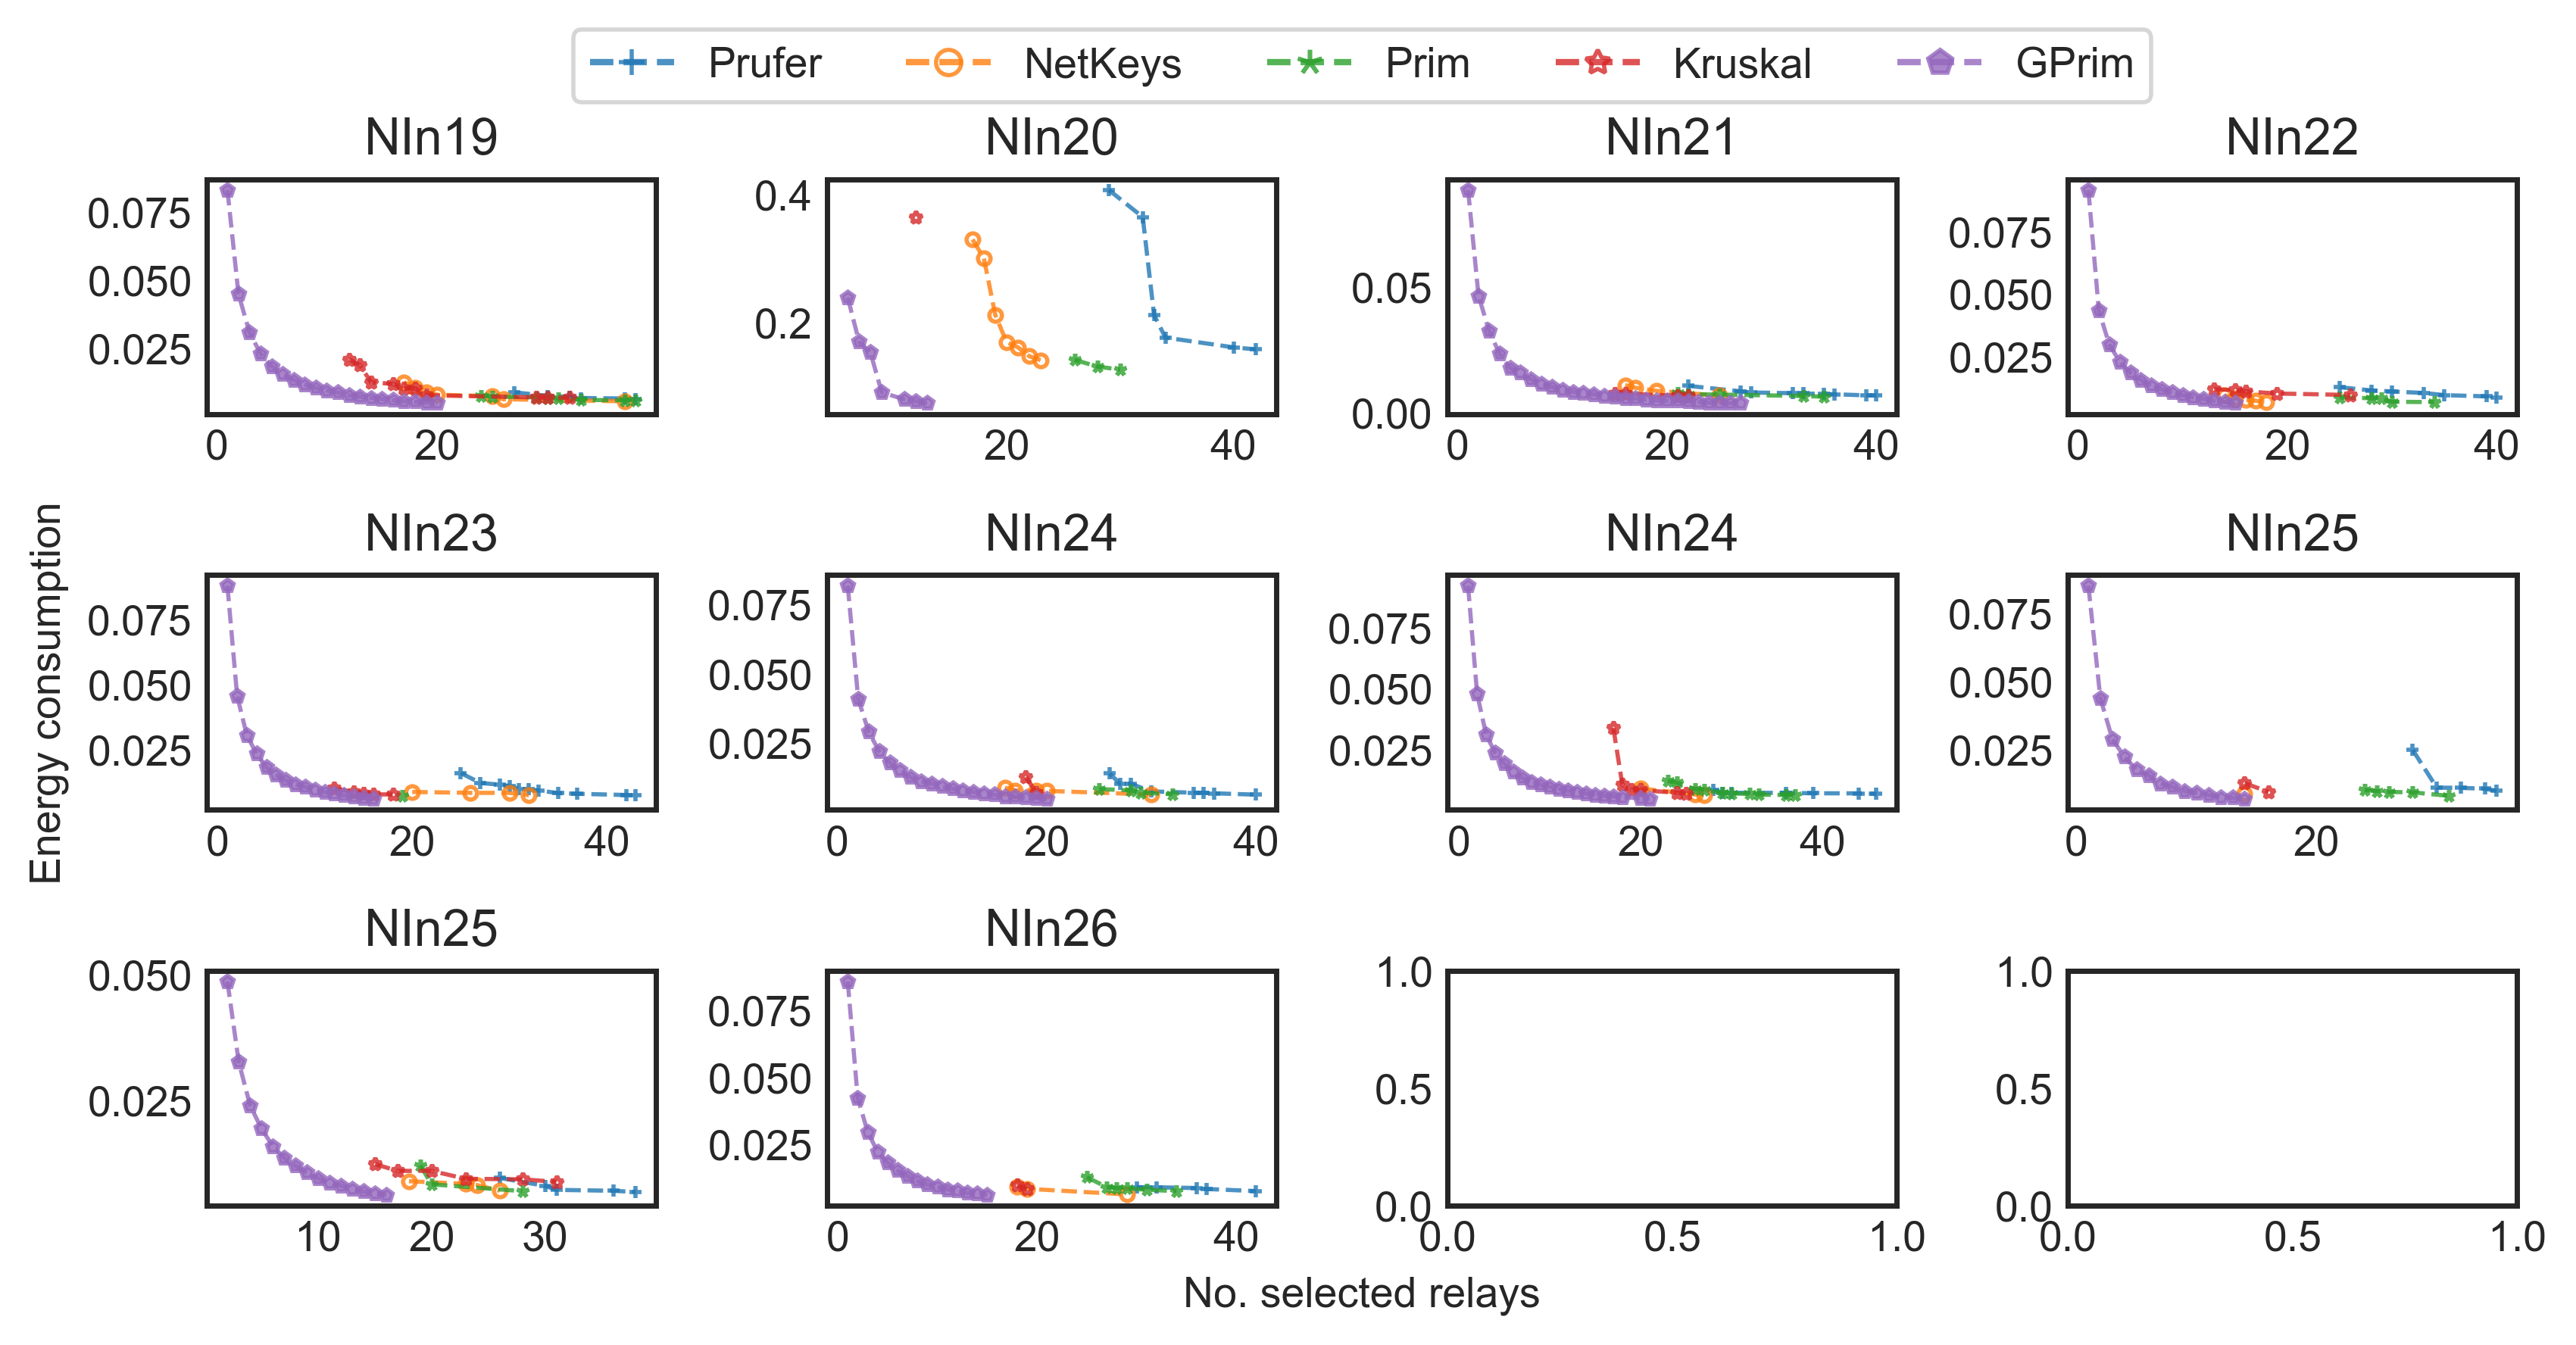 Prufer NetKeys Prim Kruskal GPrim
NIn19 NIn20 NIn21 NIn22
0.075
0.050
0.025
0 20
0.4
0.2
20 40
0.05
0.00
0 20 40
0.075
0.050
0.025
0 20 40
Energy consumption
NIn23 NIn24 NIn24 NIn25
0.075
0.050
0.025
0 20 40
0.075
0.050
0.025
0 20 40
0.075
0.050
0.025
0 20 40
0.075
0.050
0.025
0 20
NIn25 NIn26
0.050
0.025
10 20 30
0.075
0.050
0.025
0 20 40
1.0
0.5
0.0
0.0 0.5 1.0
1.0
0.5
0.0
0.0 0.5 1.0
No. selected relays